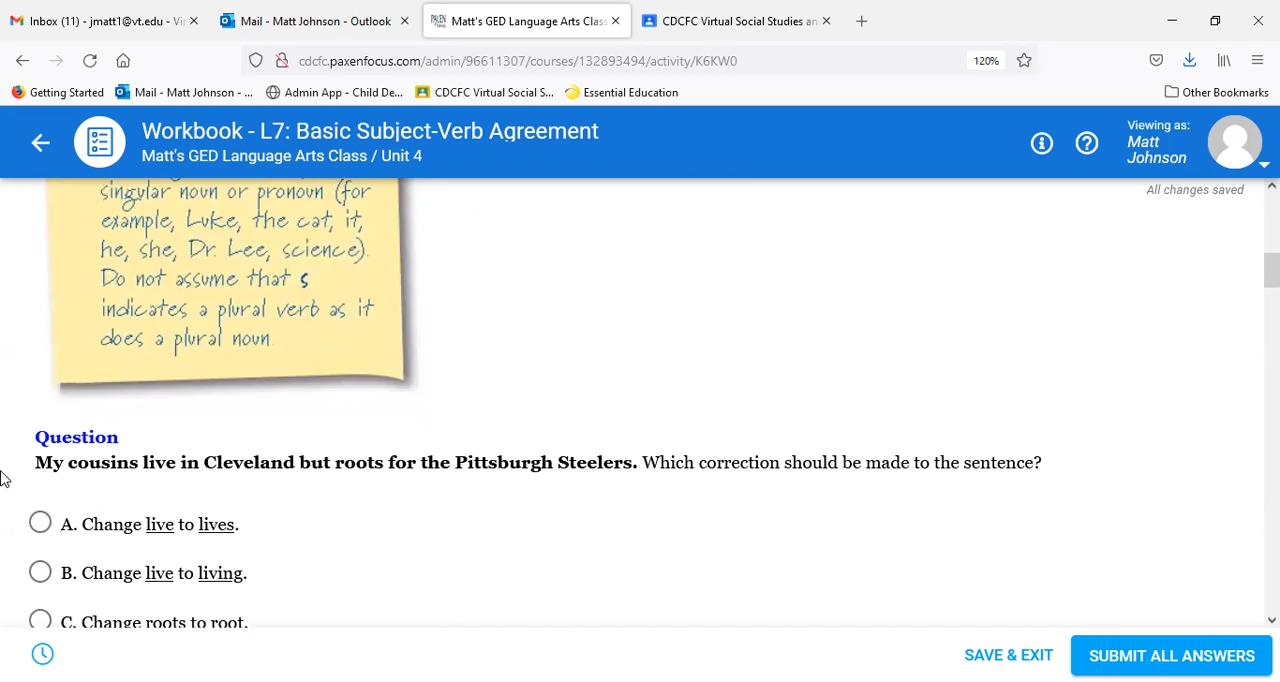 Inbox (11) - jmatt1@vt.edu - Vir
Mail - Matt Johnson - Outlook
PAXEN
Matt's GED Language Arts Clas
CDCFC Virtual Social Studies an
cdcfc.paxenfocus.com/admin/96611307/courses/132893494/activity/K6KW0
120%
Getting Started
Mail - Matt Johnson - ...
Admin App - Child De...
CDCFC Virtual Social S...
Essential Education
Other Bookmarks
Workbook - L7: Basic Subject-Verb Agreement
Matt's GED Language Arts Class / Unit 4
Viewing as:
Matt
Johnson
All changes saved
singular noun or pronoun (for
example, Luke, the cat, it,
he, she, Dr. Lee, science).
Do not assume that s
indicates a plural verb as it
does a plural noun.
Question
My cousins live in Cleveland but roots for the Pittsburgh Steelers. Which correction should be made to the sentence?
A. Change live to lives.
B. Change live to living.
C. Change roots to root.
SAVE & EXIT
SUBMIT ALL ANSWERS